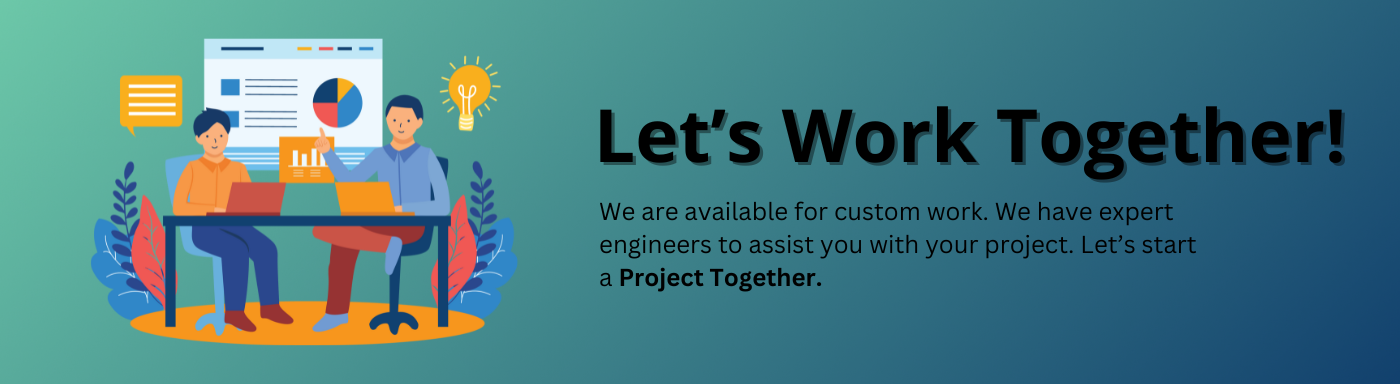 Let’s Work Together!
We are available for custom work. We have expert
engineers to assist you with your project. Let’s start
a Project Together.